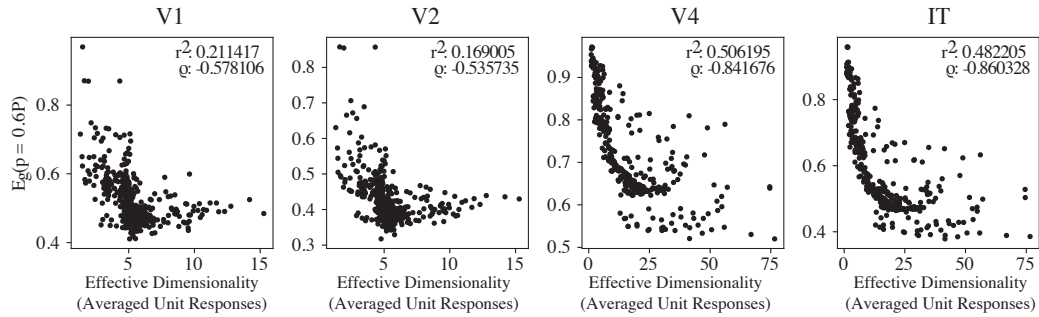 V1
r²: 0.211417
ϱ: -0.578106
E_g(p = 0.6P)
0.8
0.6
0.4
5
10
15
Effective Dimensionality
(Averaged Unit Responses)
V2
r²: 0.169005
ϱ: -0.535735
0.8
0.7
0.6
0.5
0.4
0.3
5
10
15
Effective Dimensionality
(Averaged Unit Responses)
V4
r²: 0.506195
ϱ: -0.841676
0.9
0.8
0.7
0.6
0.5
0
25
50
75
Effective Dimensionality
(Averaged Unit Responses)
IT
r²: 0.482205
ϱ: -0.860328
0.8
0.6
0.4
0
25
50
75
Effective Dimensionality
(Averaged Unit Responses)